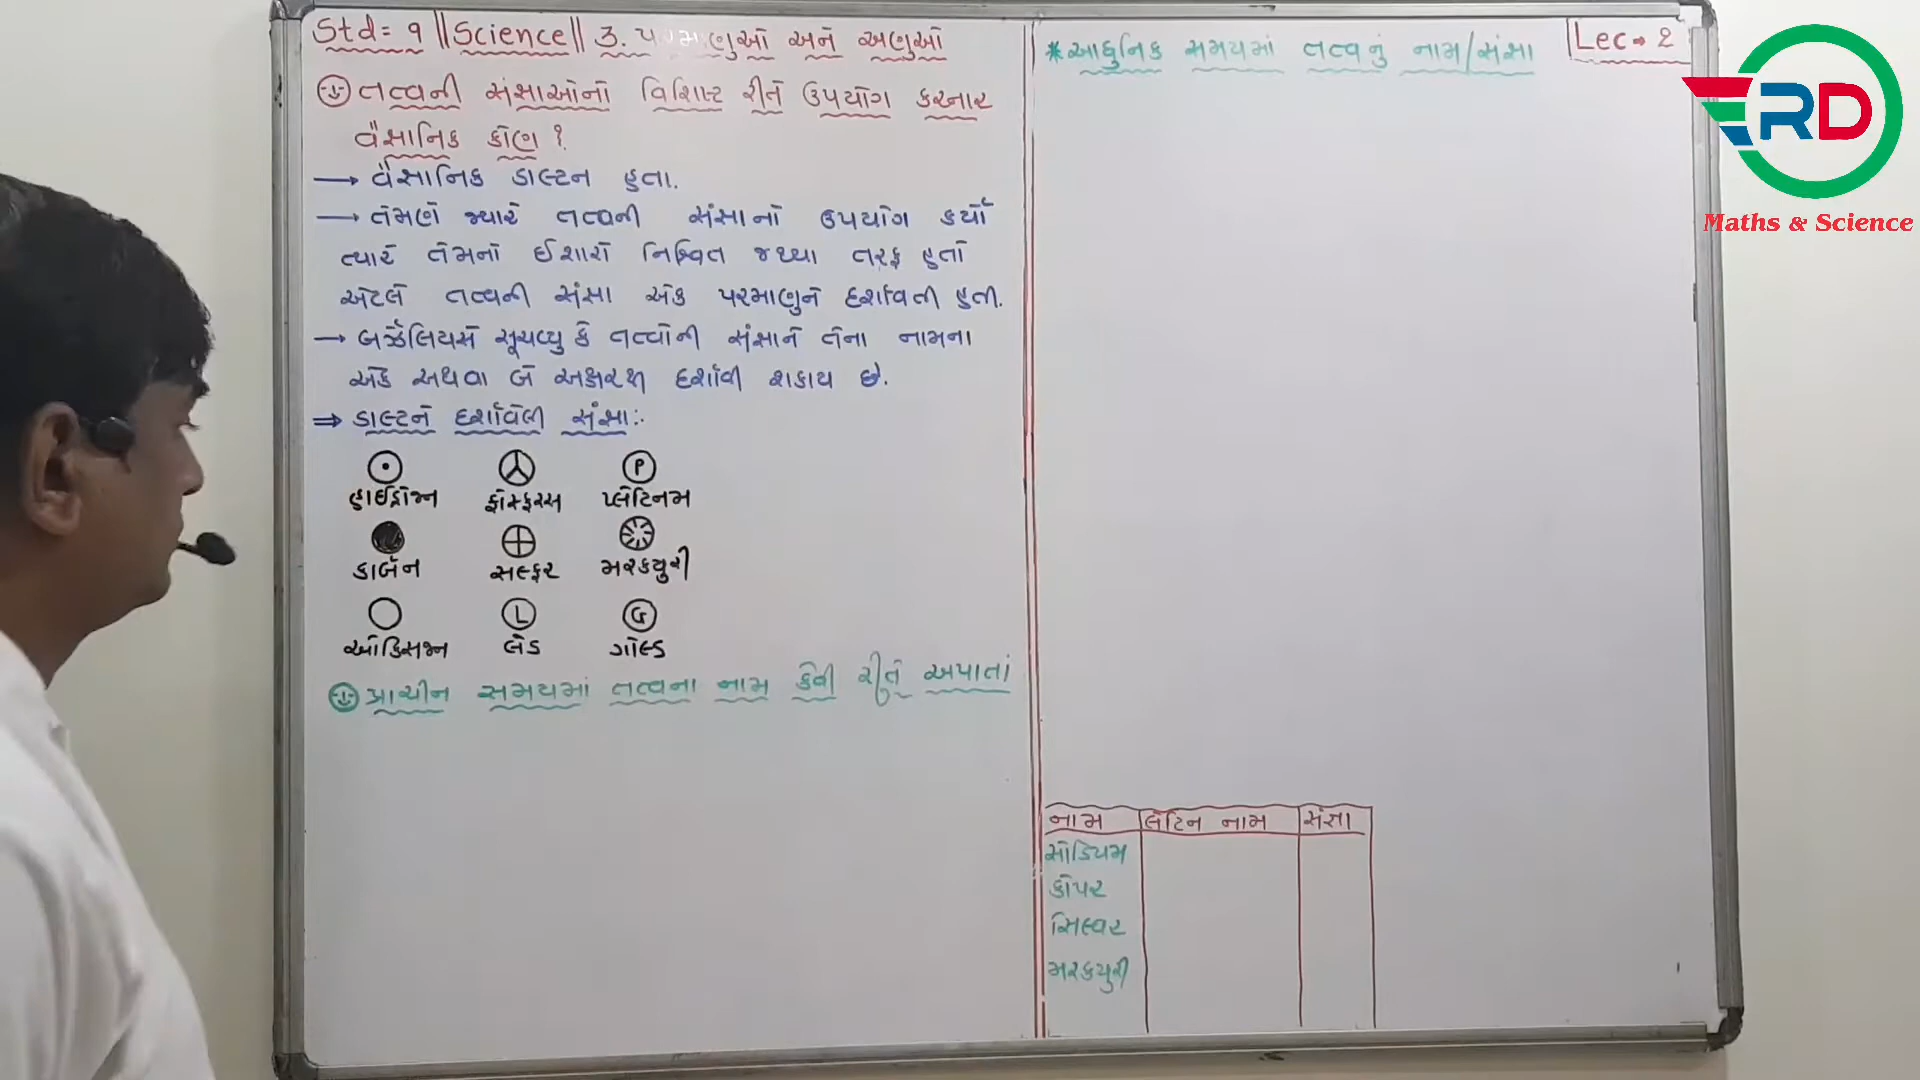 Std = ૧ || Science || 3. પરમાણુઓ અને અણુઓ
તત્વની સંજ્ઞાઓનો વિશિષ્ટ રીતે ઉપયોગ કરનાર
વૈજ્ઞાનિક કોણ ?
→ વૈજ્ઞાનિક ડાલ્ટન હતા.
→ તેમણે જ્યારે તત્વની સંજ્ઞાનો ઉપયોગ કર્યો
ત્યારે તેમનો ઈશારો નિશ્ચિત જથ્થા તરફ હતો
એટલે તત્વની સંજ્ઞા એક પરમાણુને દર્શાવતી હતી.
→ બર્ઝેલિયસે સૂચવ્યુ કે તત્વોની સંજ્ઞાને તેના નામના
એક અથવા બે અક્ષરથી દર્શાવી શકાય છે.
⇒ ડાલ્ટને દર્શાવેલી સંજ્ઞા:-
P
હાઈડ્રોજન ફોસ્ફરસ પ્લેટિનમ
કાર્બન સલ્ફર મરક્યુરી
L G
ઓક્સિજન લેડ ગોલ્ડ
પ્રાચીન સમયમાં તત્વના નામ કેવી રીતે અપાતાં
* આધુનિક સમયમાં તત્વનું નામ/સંજ્ઞા
Lec → 2
નામ લેટિન નામ સંજ્ઞા
સોડિયમ
કોપર
સિલ્વર
મરક્યુરી
RD
Maths & Science